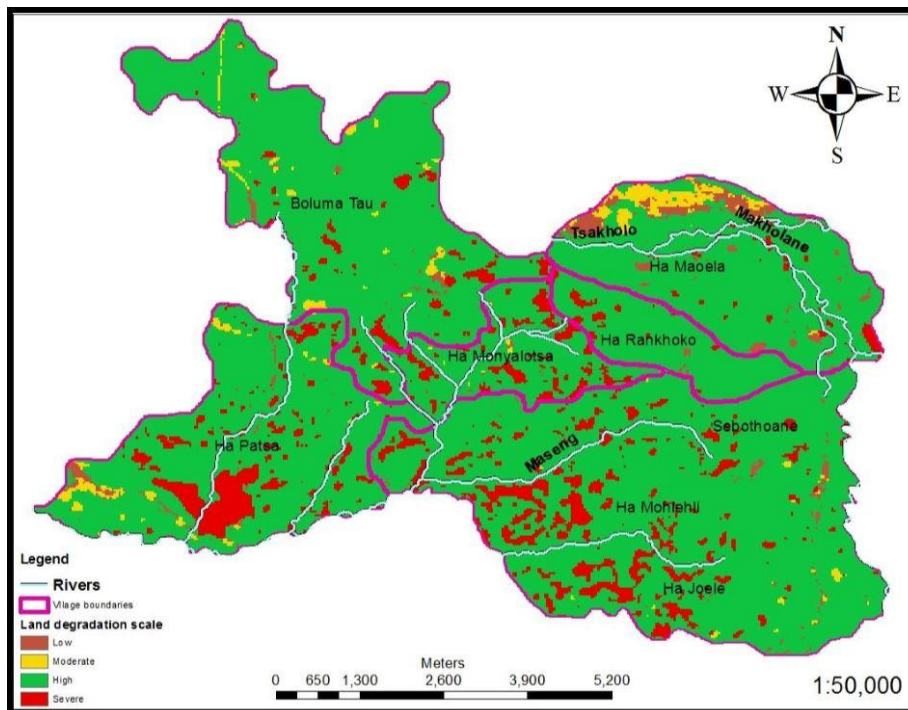 N
W E
S
Boluma Tau
Tsakholo
Makholane
Ha Maoela
Ha Rankhoko
Ha Monyalotsa
Sebothoane
Ha Patsa
Maseng
Ha Mohlehli
Ha Joele
Legend
Rivers
Village boundaries
Land degradation scale
Low
Moderate
High
Severe
Meters
0 650 1,300 2,600 3,900 5,200
1:50,000